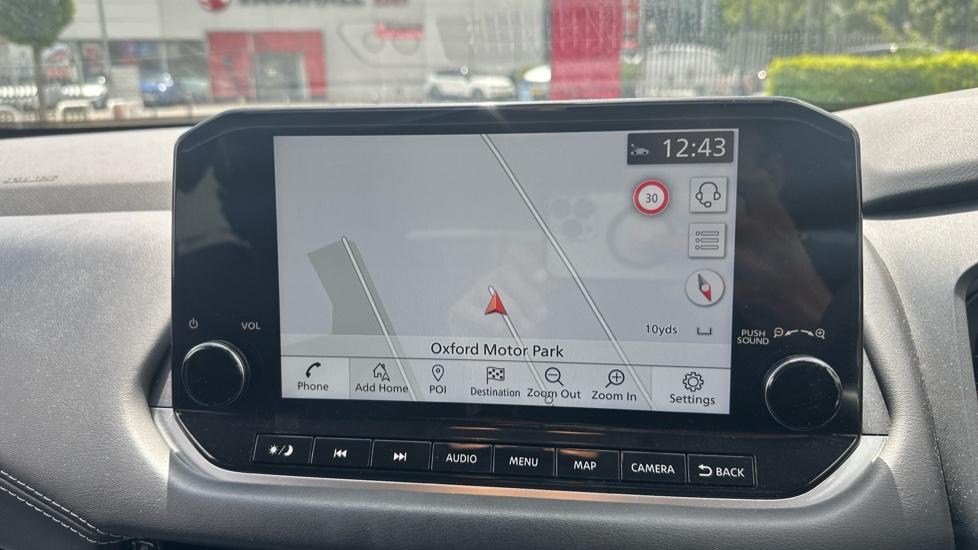 VAUXHALL
12:43
30
10yds
Oxford Motor Park
Phone
Add Home
POI
Destination
Zoom Out
Zoom In
Settings
VOL
PUSH
SOUND
AUDIO
MENU
MAP
CAMERA
BACK